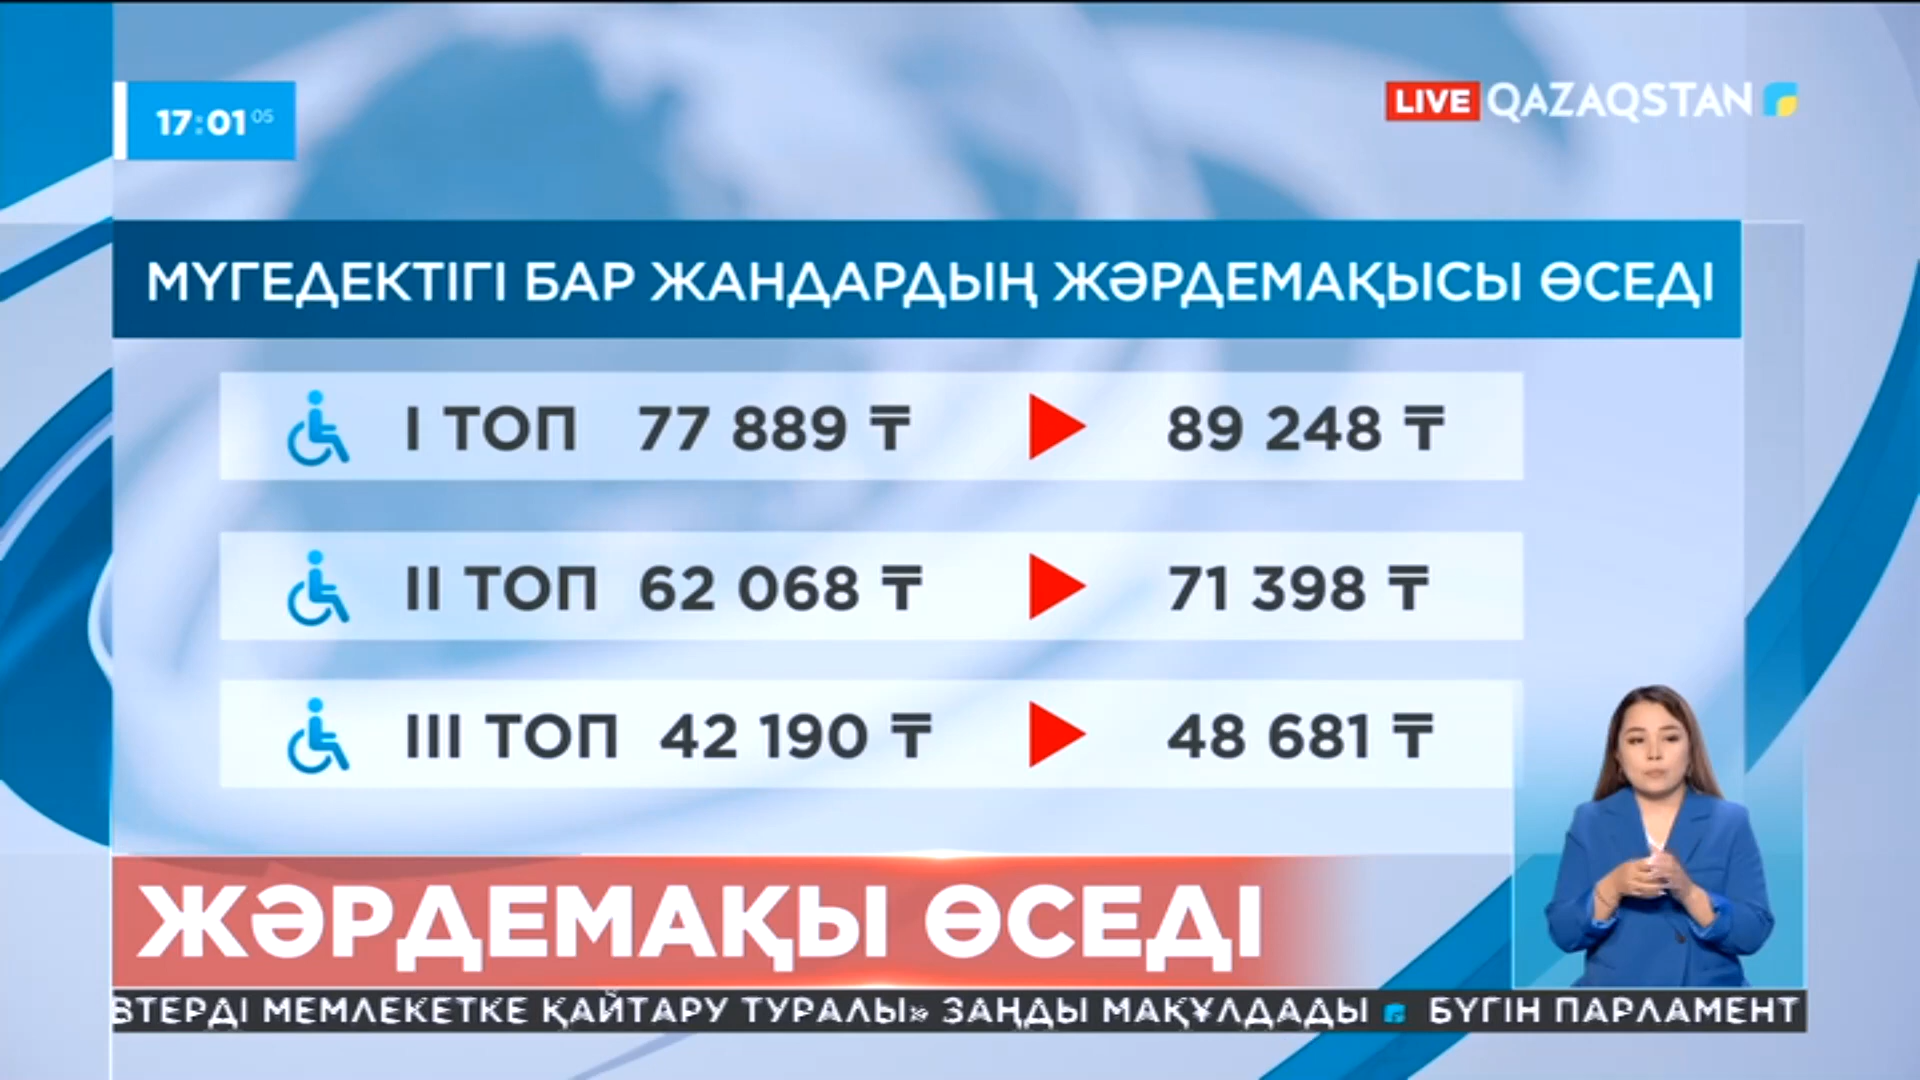 17:01 05
LIVE QAZAQSTAN
МҮГЕДЕКТІГІ БАР ЖАНДАРДЫҢ ЖӘРДЕМАҚЫСЫ ӨСЕДІ
I ТОП 77 889 ₸ 89 248 ₸
II ТОП 62 068 ₸ 71 398 ₸
III ТОП 42 190 ₸ 48 681 ₸
ЖӘРДЕМАҚЫ ӨСЕДІ
ВТЕРДІ МЕМЛЕКЕТКЕ ҚАЙТАРУ ТУРАЛЫ» ЗАҢДЫ МАҚҰЛДАДЫ БҮГІН ПАРЛАМЕНТ